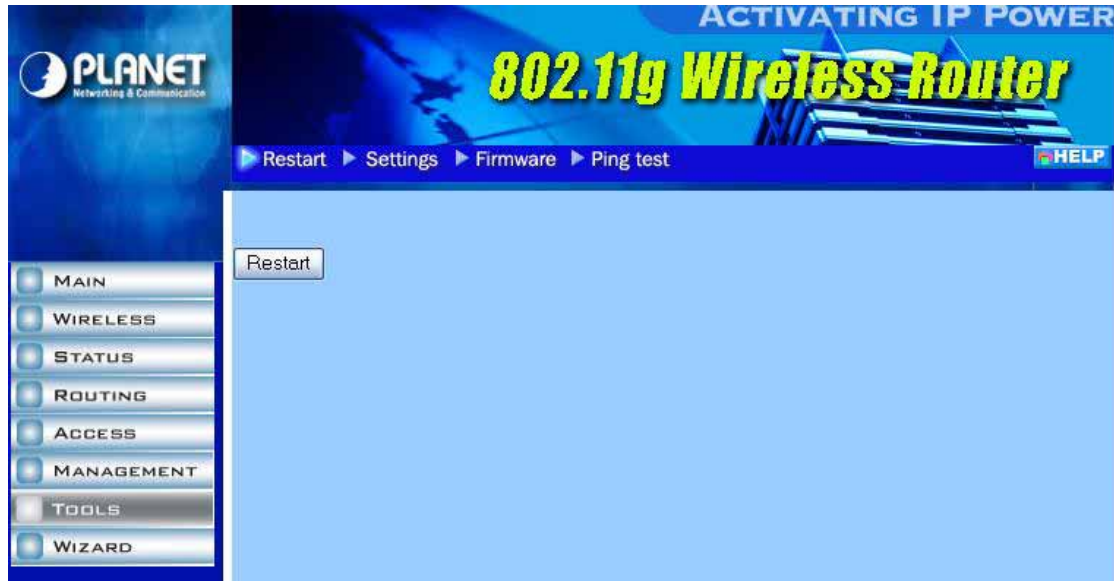 ACTIVATING IP POWER
PLANET
Networking & Communication
802.11g Wireless Router
Restart Settings Firmware Ping test
HELP
Restart
MAIN
WIRELESS
STATUS
ROUTING
ACCESS
MANAGEMENT
TOOLS
WIZARD